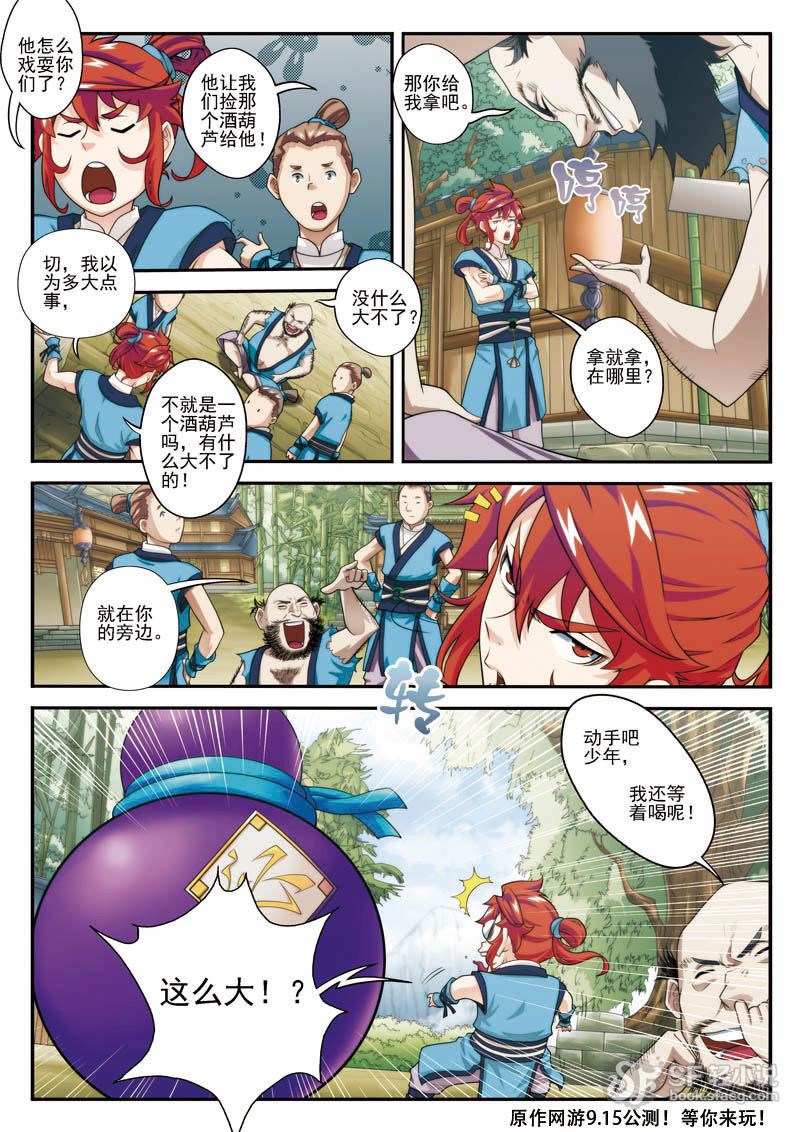 他怎么
戏耍你
们了？
他让我
们捡那
个酒葫
芦给他！
切，我以
为多大点
事，
没什么
大不了？
不就是一
个酒葫芦
吗，有什
么大不了
的！
那你给
我拿吧。
哼哼
拿就拿，
在哪里？
就在你
的旁边。
转
这么大！？
动手吧
少年，
我还等
着喝呢！
SF轻小说
book.sfacg.com
原作网游9.15公测！等你来玩！